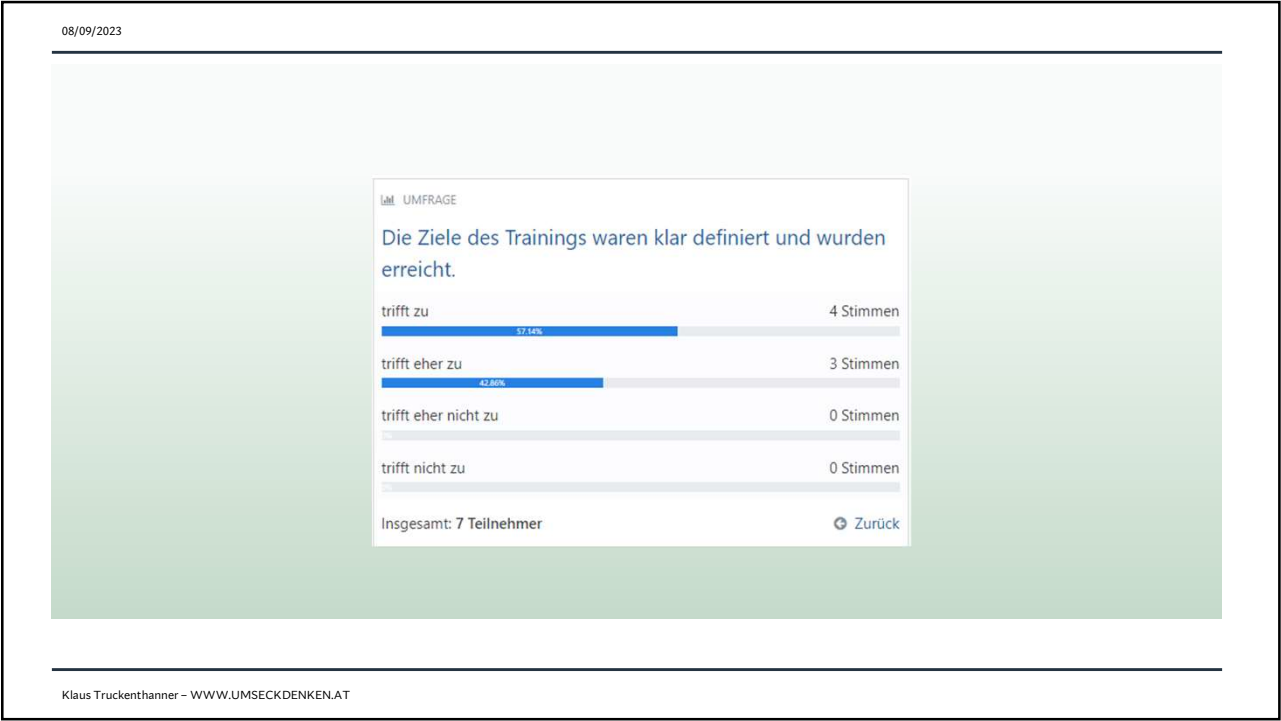 08/09/2023
UMFRAGE
Die Ziele des Trainings waren klar definiert und wurden
erreicht.
trifft zu 4 Stimmen
57.14%
trifft eher zu 3 Stimmen
42.86%
trifft eher nicht zu 0 Stimmen
trifft nicht zu 0 Stimmen
Insgesamt: 7 Teilnehmer Zurück
Klaus Truckenthanner – WWW.UMSECKDENKEN.AT